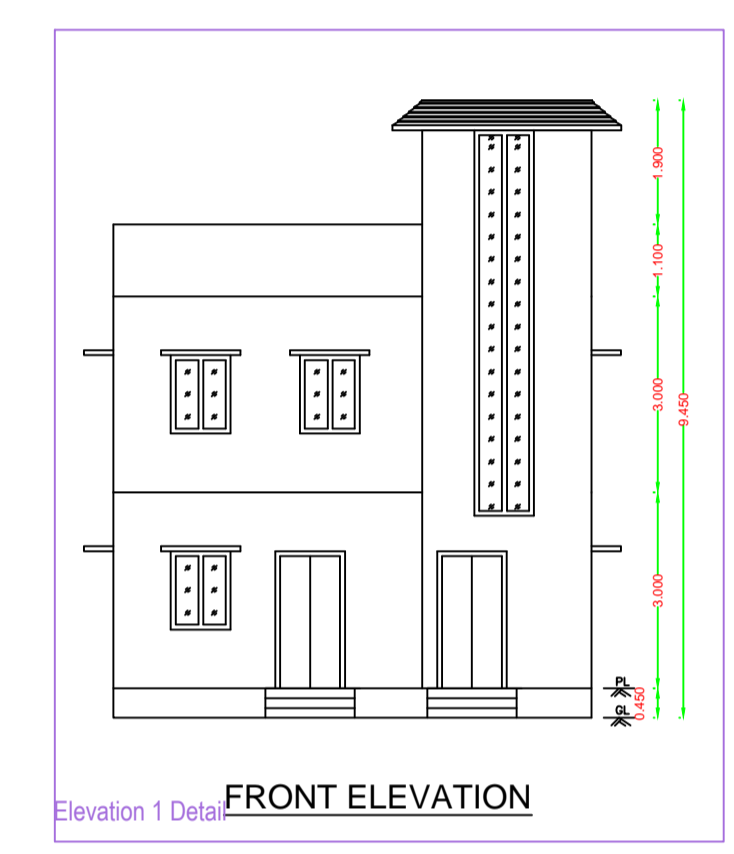 1.900
1.100
3.000
9.450
3.000
PL
0.450
GL
FRONT ELEVATION
Elevation 1 Detail